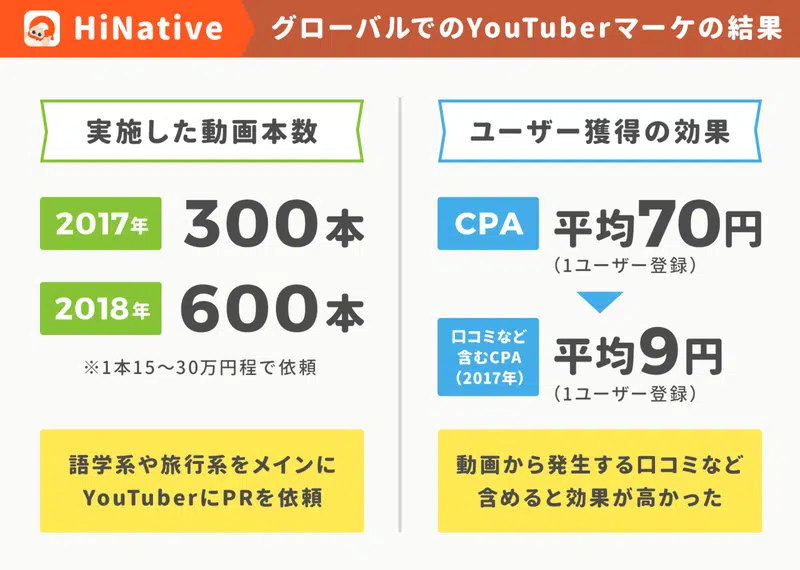 HiNative
グローバルでのYouTuberマーケの結果
実施した動画本数
2017年 300本
2018年 600本
※1本15〜30万円程で依頼
語学系や旅行系をメインに
YouTuberにPRを依頼
ユーザー獲得の効果
CPA 平均70円
（1ユーザー登録）
口コミなど
含むCPA
（2017年）
平均9円
（1ユーザー登録）
動画から発生する口コミなど
含めると効果が高かった